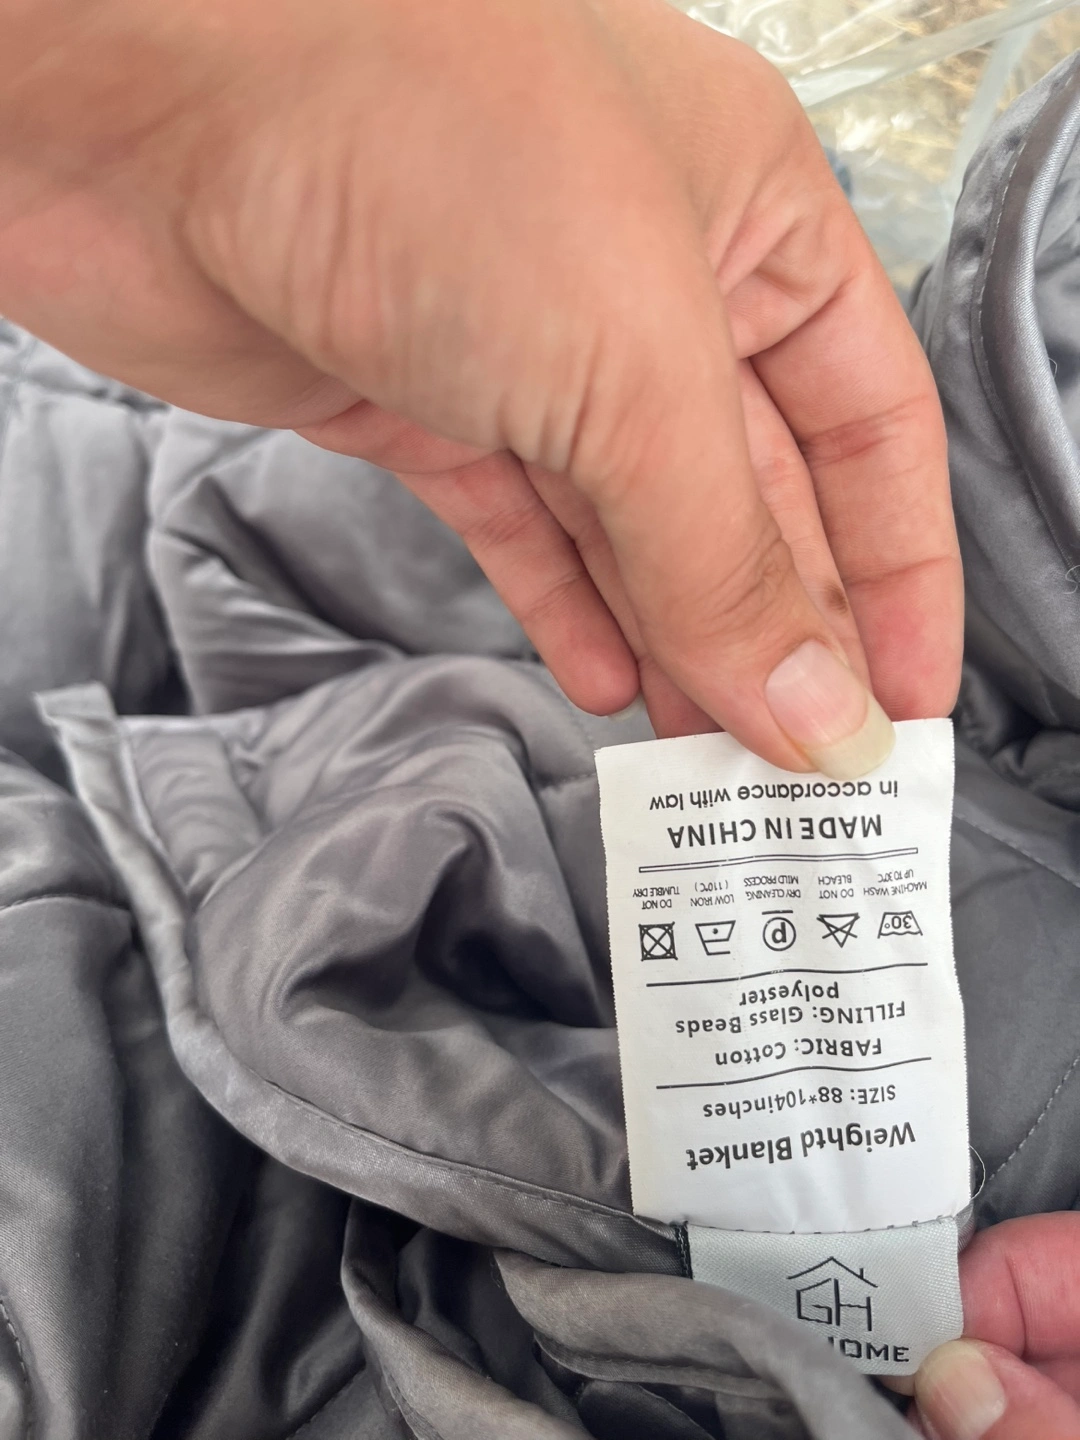 Weightd Blanket
SIZE: 88*104inches
FABRIC: Cotton
FILLING: Glass Beads
polyester
30°
P
MACHINE WASH
UP TO 30℃
DO NOT
BLEACH
DRY CLEANING
MILD PROCESS
LOW IRON
(110℃)
DO NOT
TUMBLE DRY
MADE IN CHINA
in accordance with law
GH
HOME